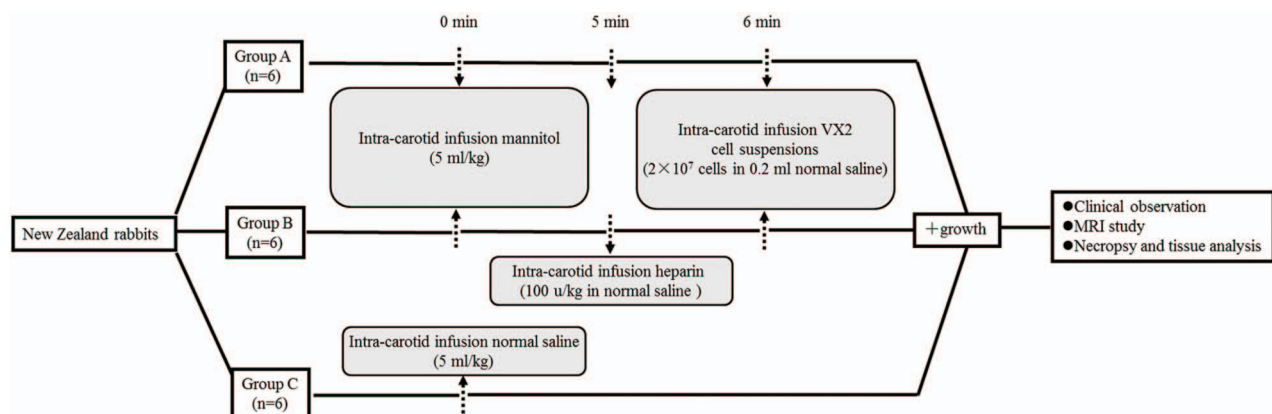 0 min
5 min
6 min
Group A
(n=6)
Intra-carotid infusion mannitol
(5 ml/kg)
Intra-carotid infusion VX2
cell suspensions
(2×10⁷ cells in 0.2 ml normal saline)
New Zealand rabbits
Group B
(n=6)
+growth
●Clinical observation
●MRI study
●Necropsy and tissue analysis
Intra-carotid infusion heparin
(100 u/kg in normal saline )
Intra-carotid infusion normal saline
(5 ml/kg)
Group C
(n=6)